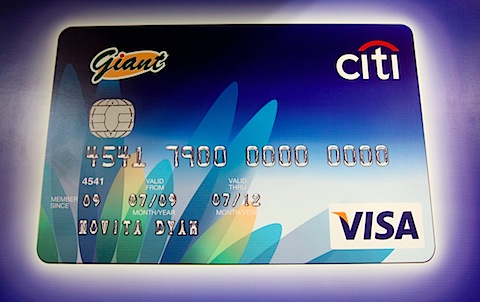 Giant
citi
4541 7900 0000 0000
4541
VALID FROM
VALID THRU
MEMBER SINCE
09 07/09 07/12
MONTH/YEAR MONTH/YEAR
NOVITA DYAH
VISA